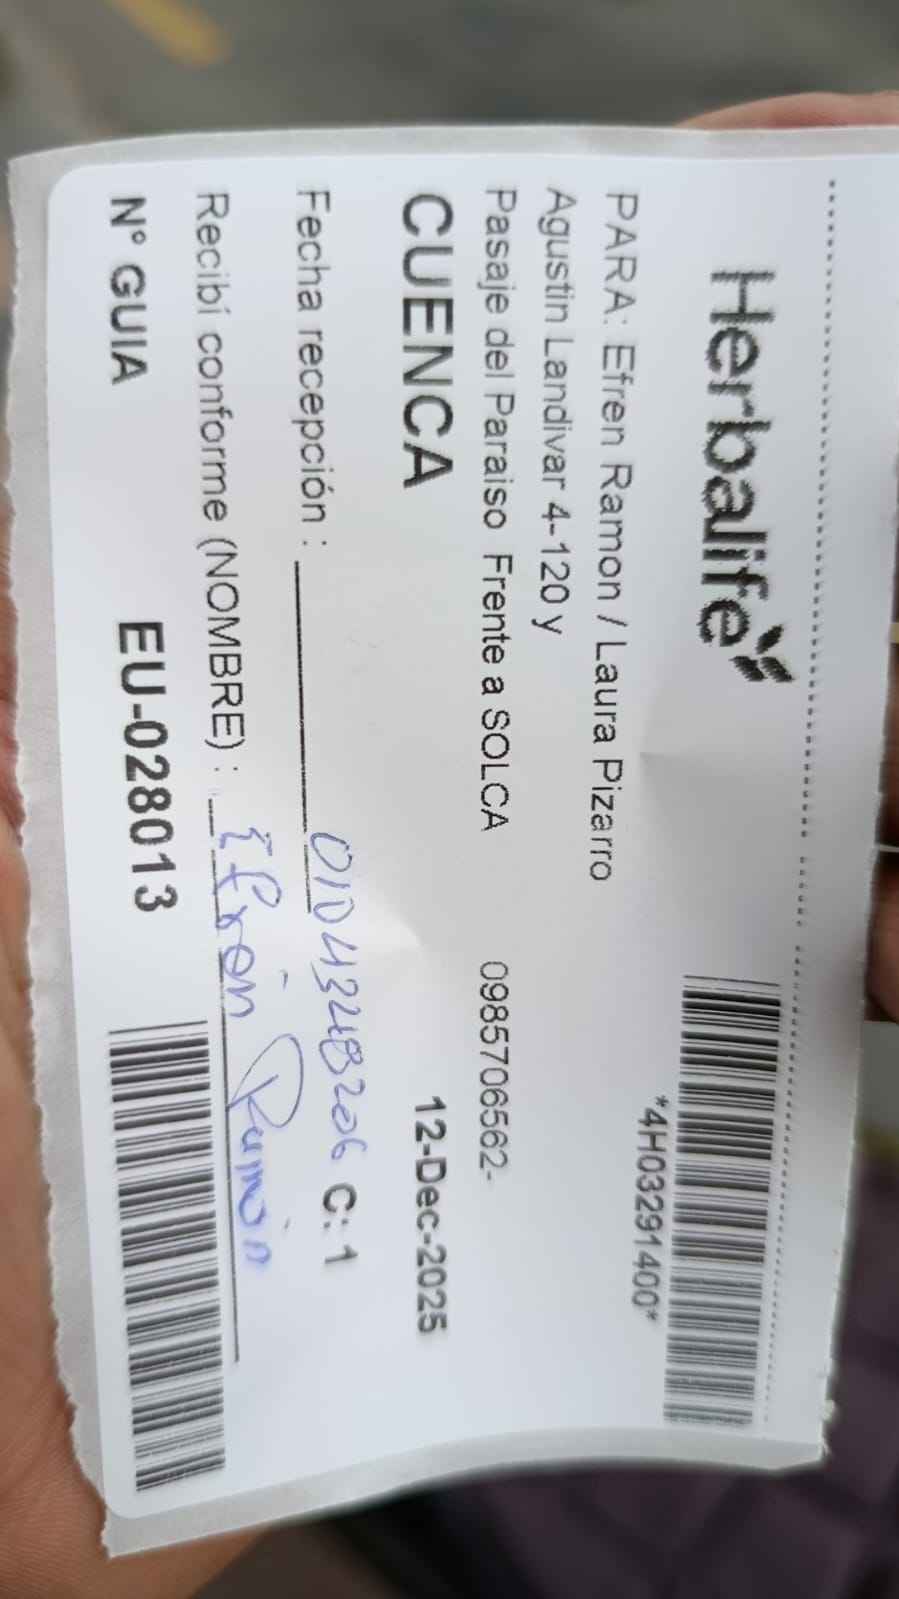 Herbalife
*4H03291400*
PARA: Efren Ramon / Laura Pizarro
Agustin Landivar 4-120 y
Pasaje del Paraiso Frente a SOLCA 0985706562-
CUENCA 12-Dec-2025
Fecha recepción : C: 1
Recibí conforme (NOMBRE) : Efrén Ramón
N° GUIA EU-028013